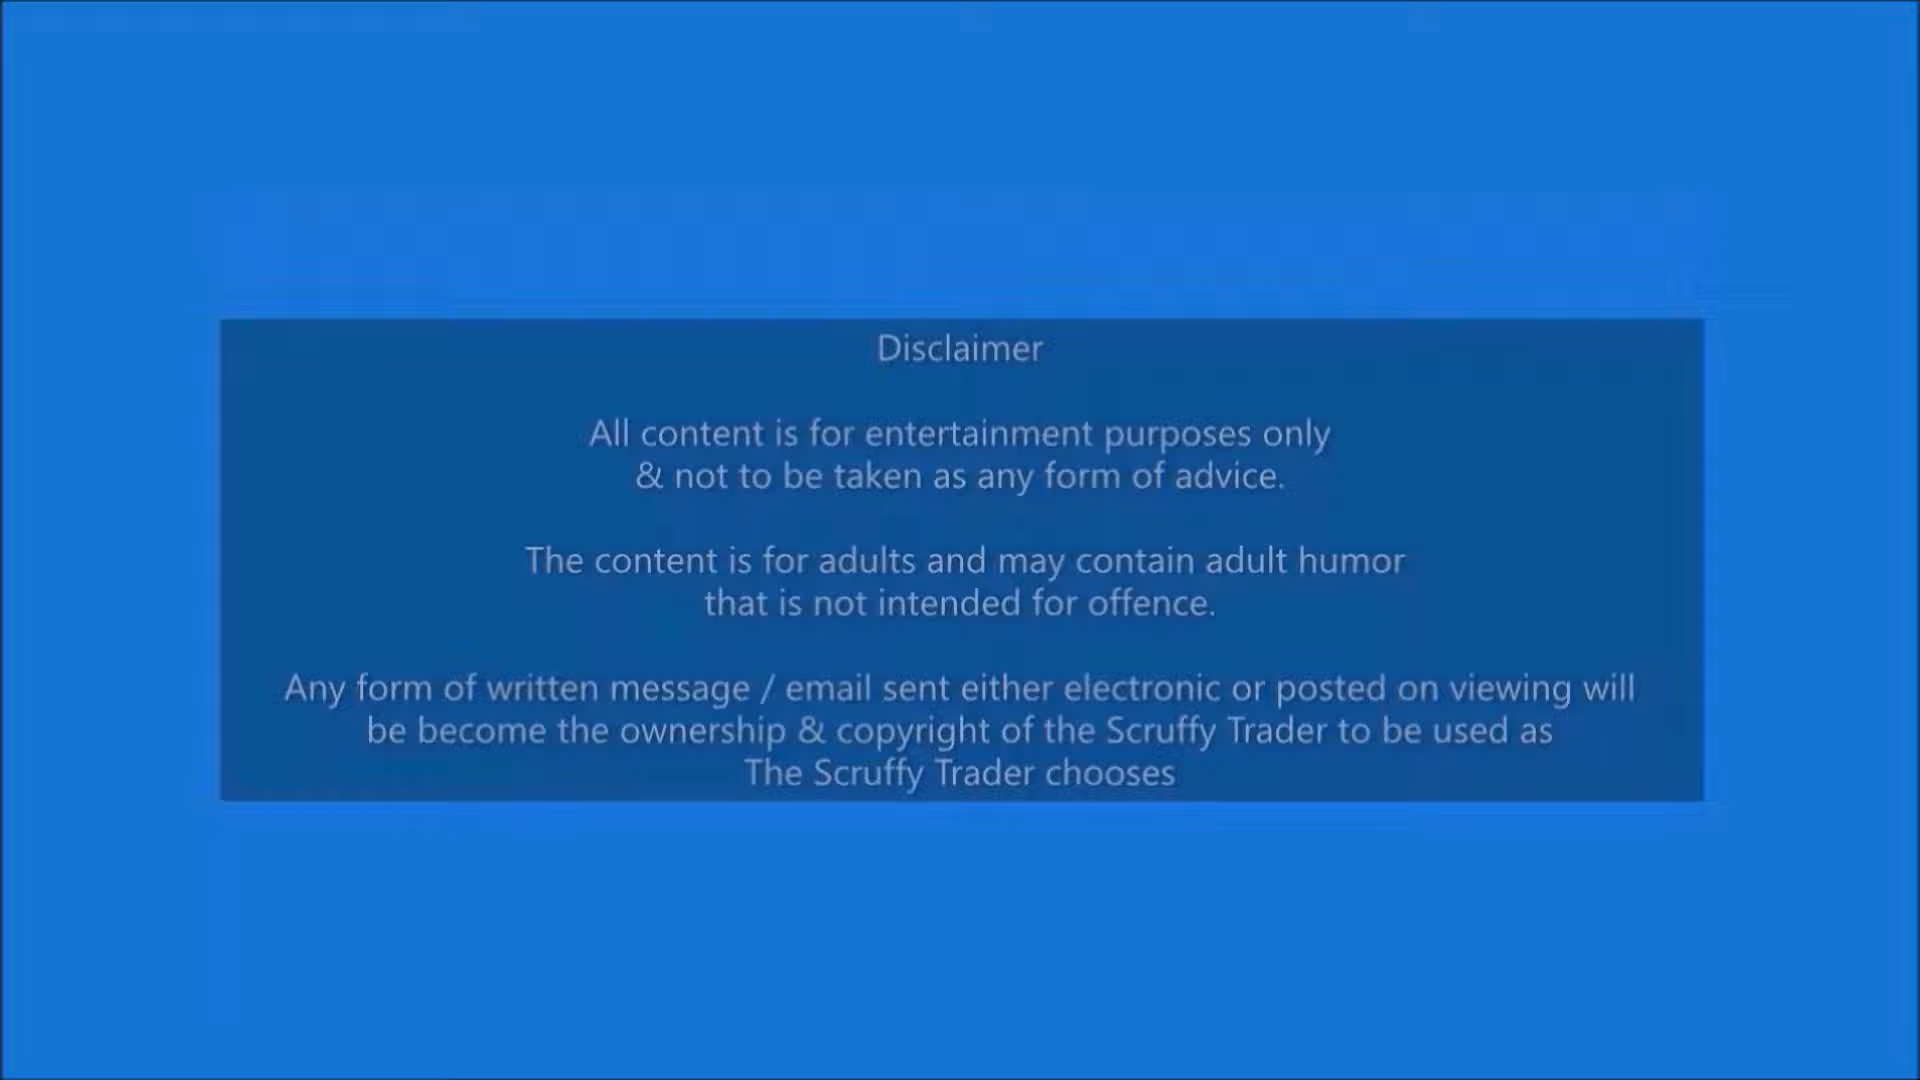 Disclaimer
All content is for entertainment purposes only
& not to be taken as any form of advice.
The content is for adults and may contain adult humor
that is not intended for offence.
Any form of written message / email sent either electronic or posted on viewing will
be become the ownership & copyright of the Scruffy Trader to be used as
The Scruffy Trader chooses